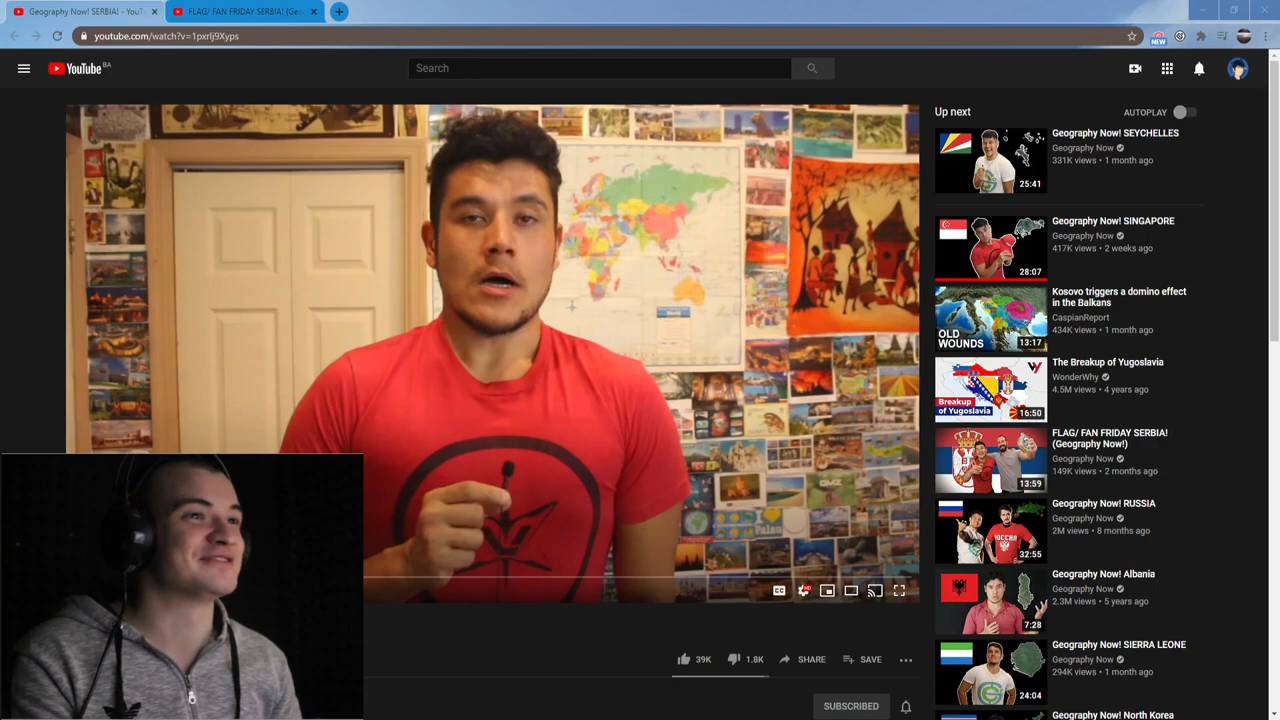 Geography Now! SERBIA! - YouT
FLAG/ FAN FRIDAY SERBIA! (Geo
youtube.com/watch?v=1pxrlj9Xyps
NEW
YouTube BA
Search
Up next
AUTOPLAY
Geography Now! SEYCHELLES
Geography Now
331K views • 1 month ago
25:41
Geography Now! SINGAPORE
Geography Now
417K views • 2 weeks ago
28:07
Kosovo triggers a domino effect
in the Balkans
CaspianReport
434K views • 1 month ago
OLD
WOUNDS
13:17
The Breakup of Yugoslavia
WonderWhy
4.5M views • 4 years ago
Breakup
of Yugoslavia
16:50
FLAG/ FAN FRIDAY SERBIA!
(Geography Now!)
Geography Now
149K views • 2 months ago
13:59
Geography Now! RUSSIA
Geography Now
2M views • 8 months ago
РОССИЯ
32:55
Geography Now! Albania
Geography Now
2.3M views • 5 years ago
7:28
Geography Now! SIERRA LEONE
Geography Now
294K views • 1 month ago
24:04
Geography Now! North Korea
CC
HD
Palau
39K
1.8K
SHARE
SAVE
SUBSCRIBED